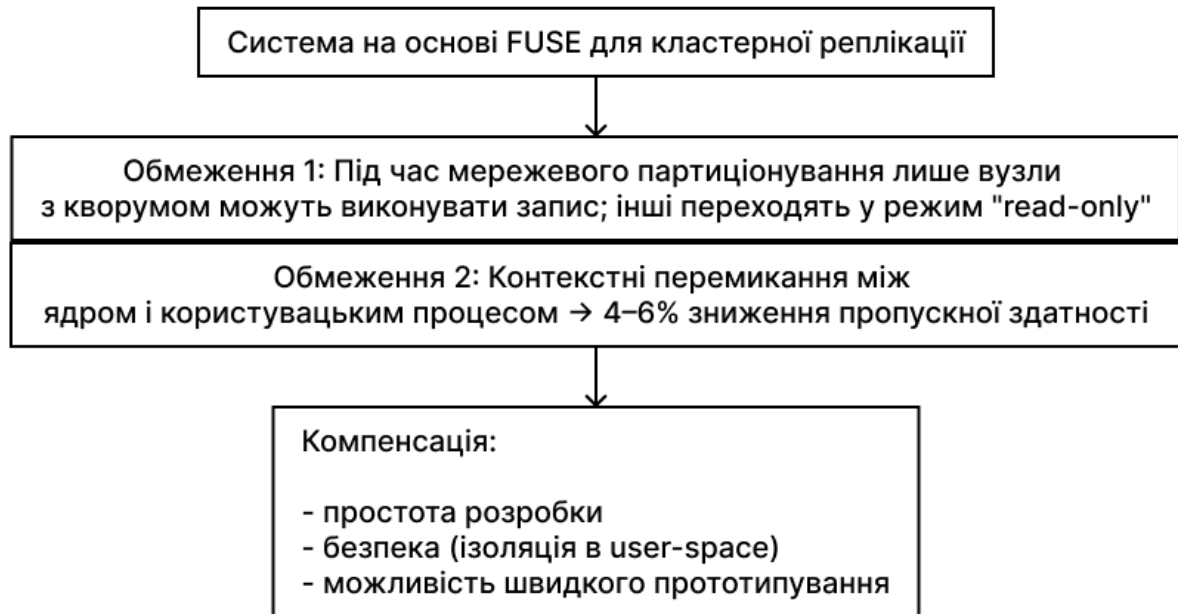 Система на основі FUSE для кластерної реплікації
Обмеження 1: Під час мережевого партиціонування лише вузли
з кворумом можуть виконувати запис; інші переходять у режим "read-only"
Обмеження 2: Контекстні перемикання між
ядром і користувацьким процесом → 4–6% зниження пропускної здатності
Компенсація:
- простота розробки
- безпека (ізоляція в user-space)
- можливість швидкого прототипування